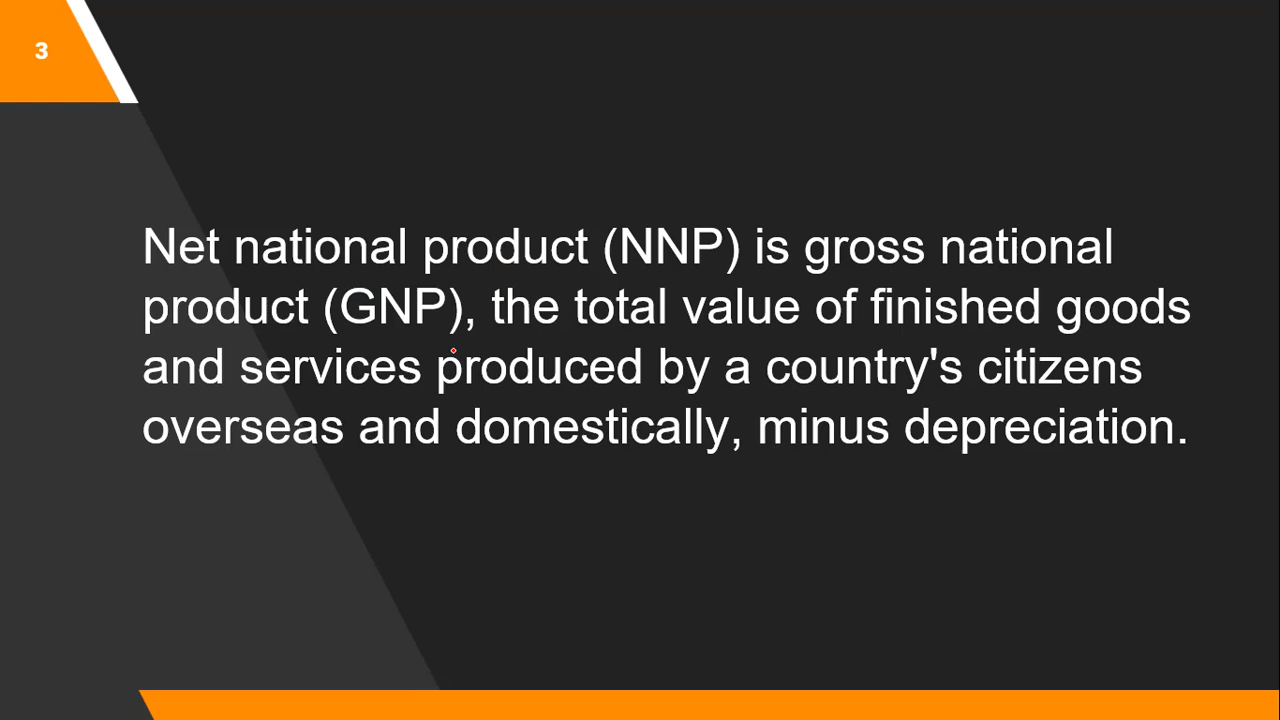 3
Net national product (NNP) is gross national
product (GNP), the total value of finished goods
and services produced by a country's citizens
overseas and domestically, minus depreciation.